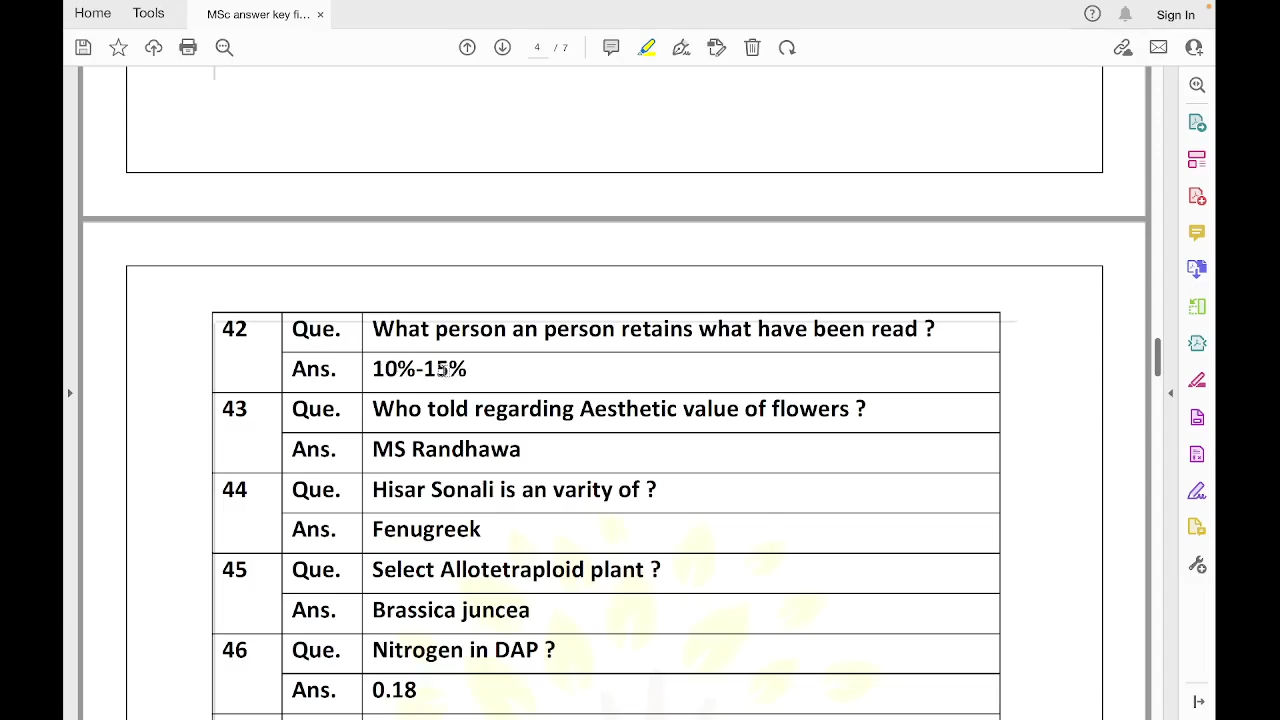 Home Tools MSc answer key fi... × Sign In
4 / 7
42 Que. What person an person retains what have been read ?
Ans. 10%-15%
43 Que. Who told regarding Aesthetic value of flowers ?
Ans. MS Randhawa
44 Que. Hisar Sonali is an varity of ?
Ans. Fenugreek
45 Que. Select Allotetraploid plant ?
Ans. Brassica juncea
46 Que. Nitrogen in DAP ?
Ans. 0.18